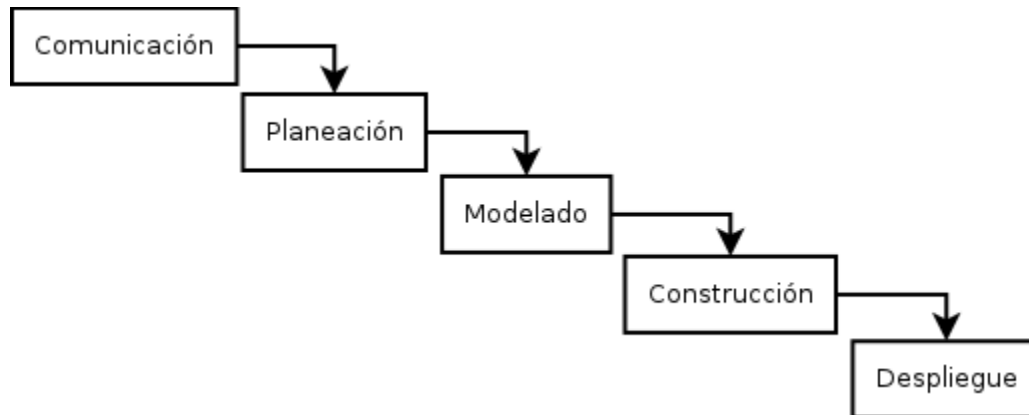 Comunicación
Planeación
Modelado
Construcción
Despliegue